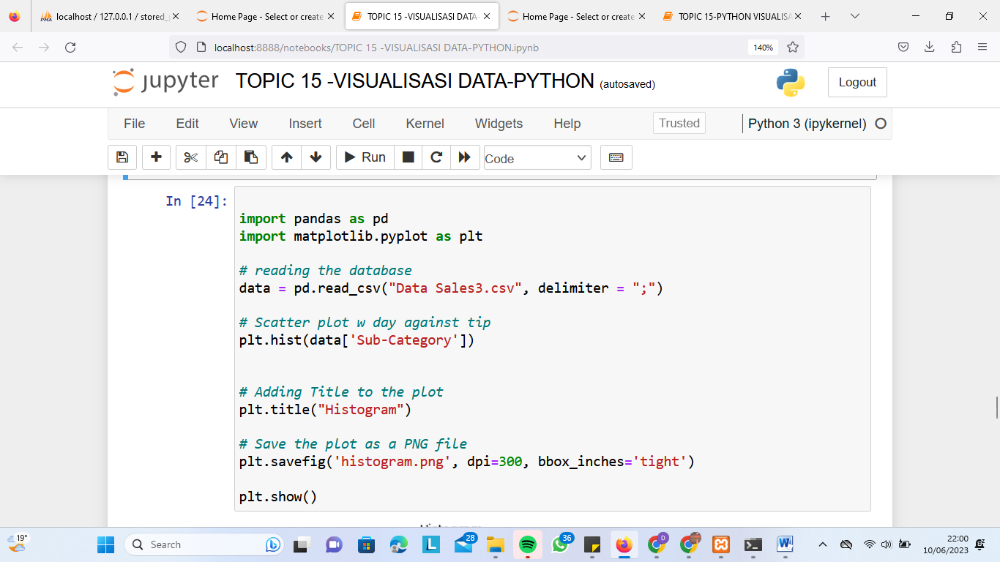 localhost / 127.0.0.1 / stored_
Home Page - Select or create
TOPIC 15 -VISUALISASI DATA-
Home Page - Select or create
TOPIC 15-PYTHON VISUALISA
localhost:8888/notebooks/TOPIC 15 -VISUALISASI DATA-PYTHON.ipynb
140%
jupyter TOPIC 15 -VISUALISASI DATA-PYTHON (autosaved)
Logout
File Edit View Insert Cell Kernel Widgets Help
Trusted
Python 3 (ipykernel)
Run
Code
In [24]:
import pandas as pd
import matplotlib.pyplot as plt
# reading the database
data = pd.read_csv("Data Sales3.csv", delimiter = ";")
# Scatter plot w day against tip
plt.hist(data['Sub-Category'])
# Adding Title to the plot
plt.title("Histogram")
# Save the plot as a PNG file
plt.savefig('histogram.png', dpi=300, bbox_inches='tight')
plt.show()
19°
Search
28
36
D
22:00
10/06/2023